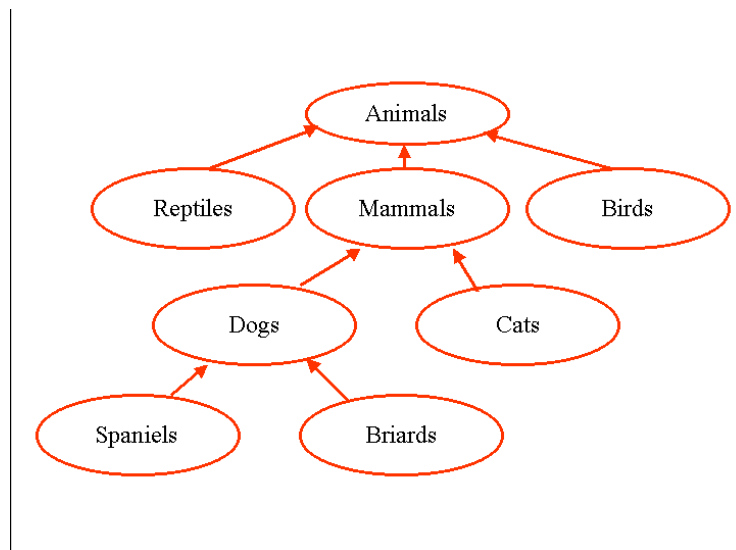 Animals
Reptiles
Mammals
Birds
Dogs
Cats
Spaniels
Briards